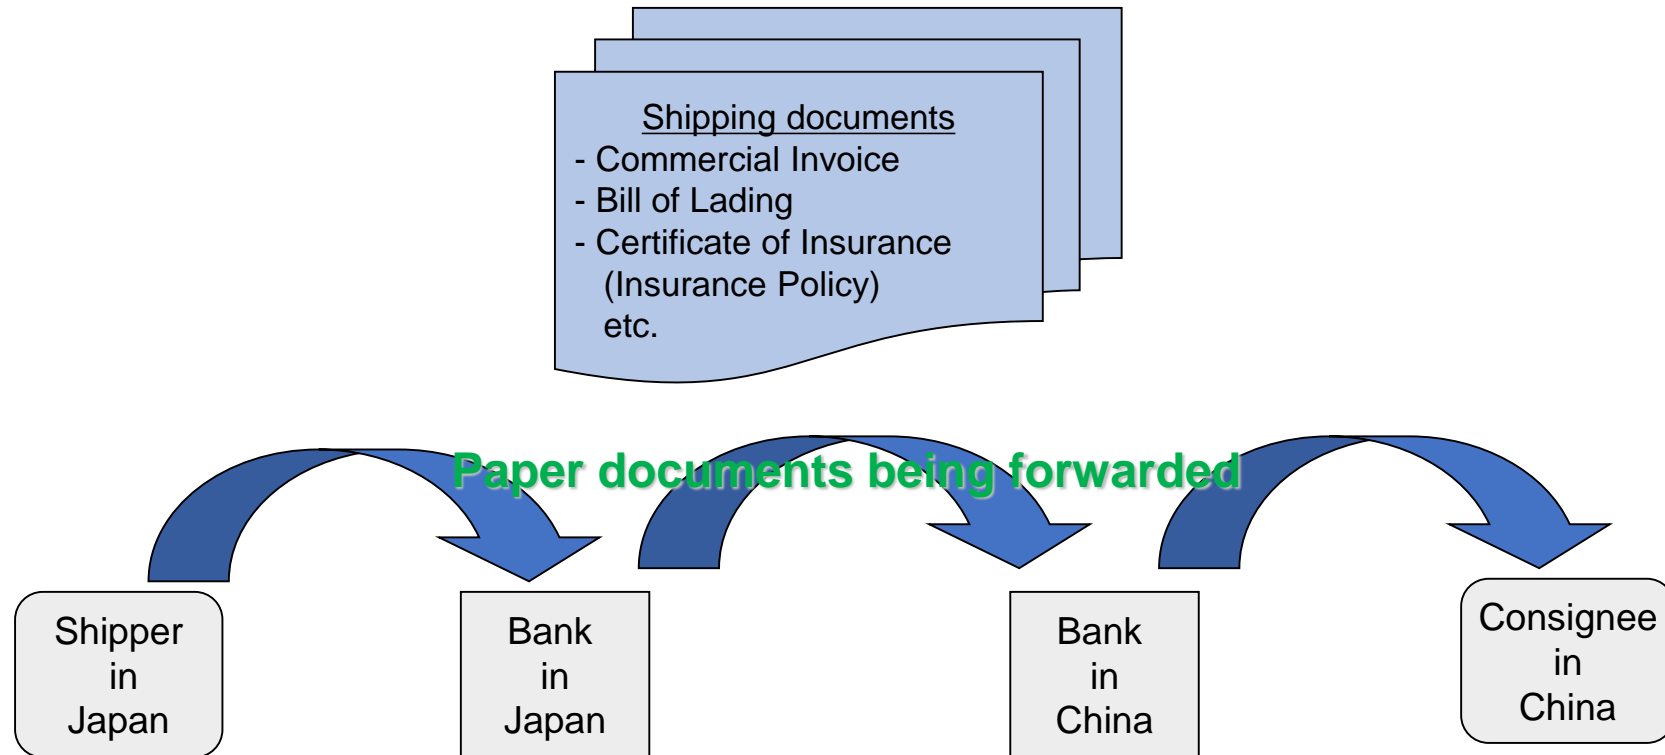 Shipping documents
- Commercial Invoice
- Bill of Lading
- Certificate of Insurance
(Insurance Policy)
etc.
Paper documents being forwarded
Shipper
in
Japan
Bank
in
Japan
Bank
in
China
Consignee
in
China